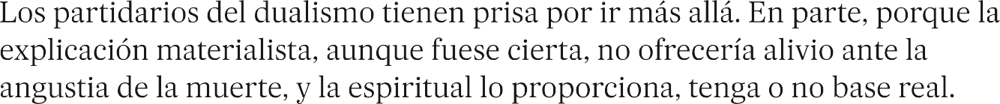 Los partidarios del dualismo tienen prisa por ir más allá. En parte, porque la
explicación materialista, aunque fuese cierta, no ofrecería alivio ante la
angustia de la muerte, y la espiritual lo proporciona, tenga o no base real.